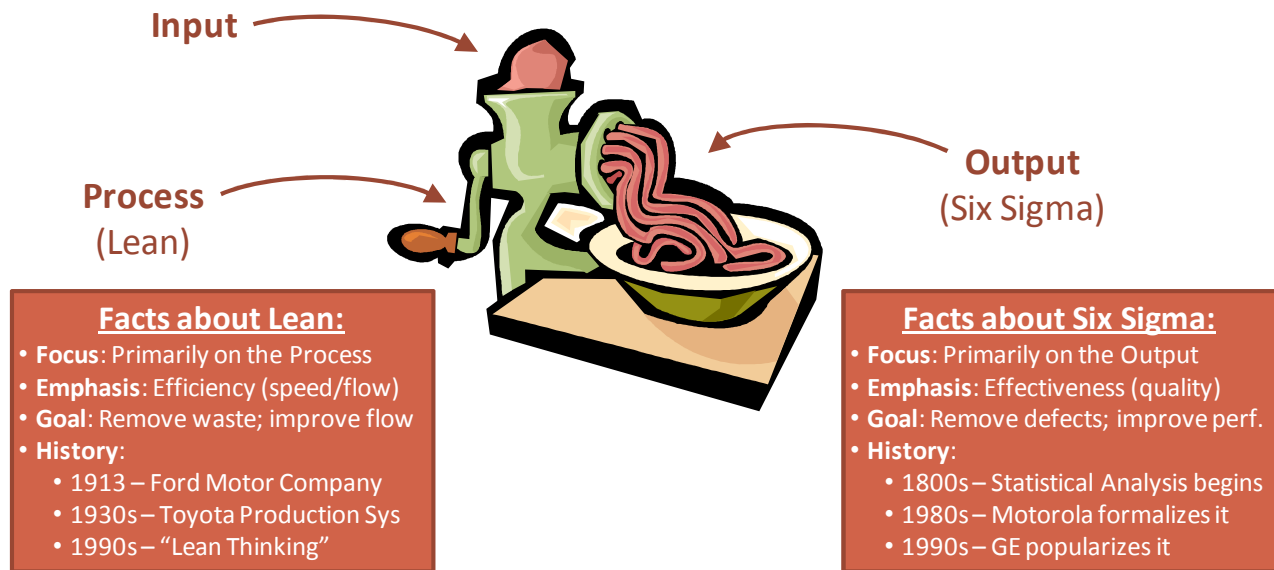 Input
Process
(Lean)
Output
(Six Sigma)
Facts about Lean:
• Focus: Primarily on the Process
• Emphasis: Efficiency (speed/flow)
• Goal: Remove waste; improve flow
• History:
• 1913 – Ford Motor Company
• 1930s – Toyota Production Sys
• 1990s – “Lean Thinking”
Facts about Six Sigma:
• Focus: Primarily on the Output
• Emphasis: Effectiveness (quality)
• Goal: Remove defects; improve perf.
• History:
• 1800s – Statistical Analysis begins
• 1980s – Motorola formalizes it
• 1990s – GE popularizes it